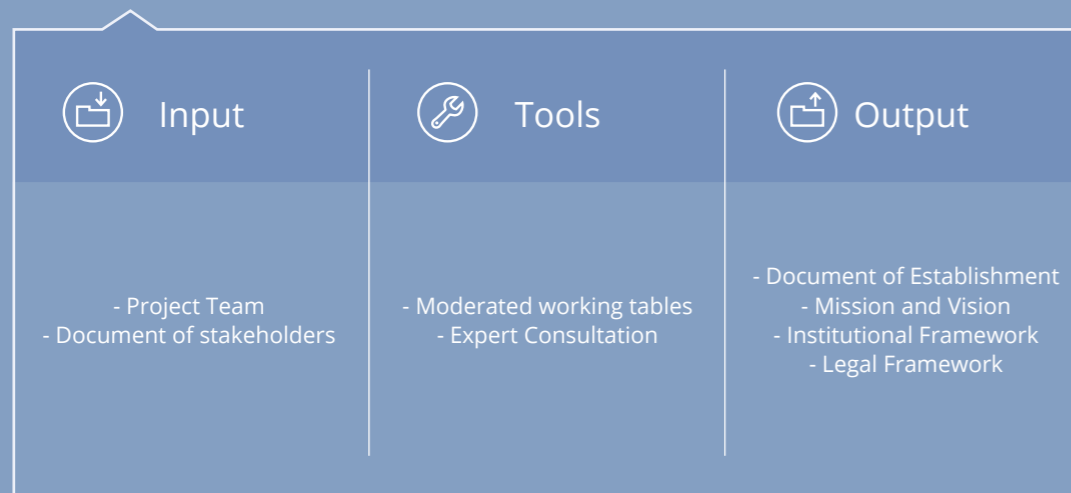 Input
- Project Team
- Document of stakeholders
Tools
- Moderated working tables
- Expert Consultation
Output
- Document of Establishment
- Mission and Vision
- Institutional Framework
- Legal Framework